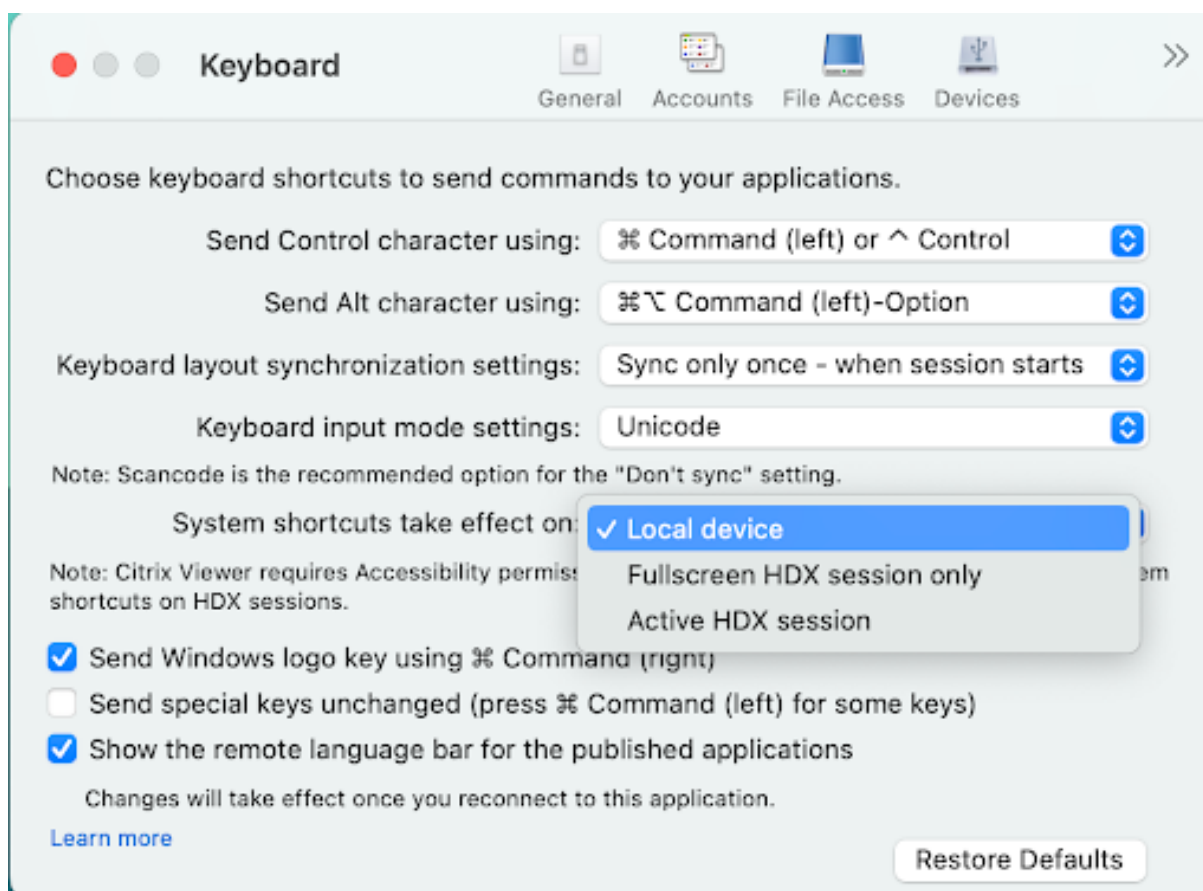 Keyboard
General Accounts File Access Devices
Choose keyboard shortcuts to send commands to your applications.
Send Control character using: ⌘ Command (left) or ^ Control
Send Alt character using: ⌘⌥ Command (left)-Option
Keyboard layout synchronization settings: Sync only once - when session starts
Keyboard input mode settings: Unicode
Note: Scancode is the recommended option for the "Don't sync" setting.
System shortcuts take effect on: ✓ Local device
Fullscreen HDX session only
Active HDX session
Note: Citrix Viewer requires Accessibility
shortcuts on HDX sessions.
Send Windows logo key using ⌘ Command (right)
Send special keys unchanged (press ⌘ Command (left) for some keys)
Show the remote language bar for the published applications
Changes will take effect once you reconnect to this application.
Learn more
Restore Defaults